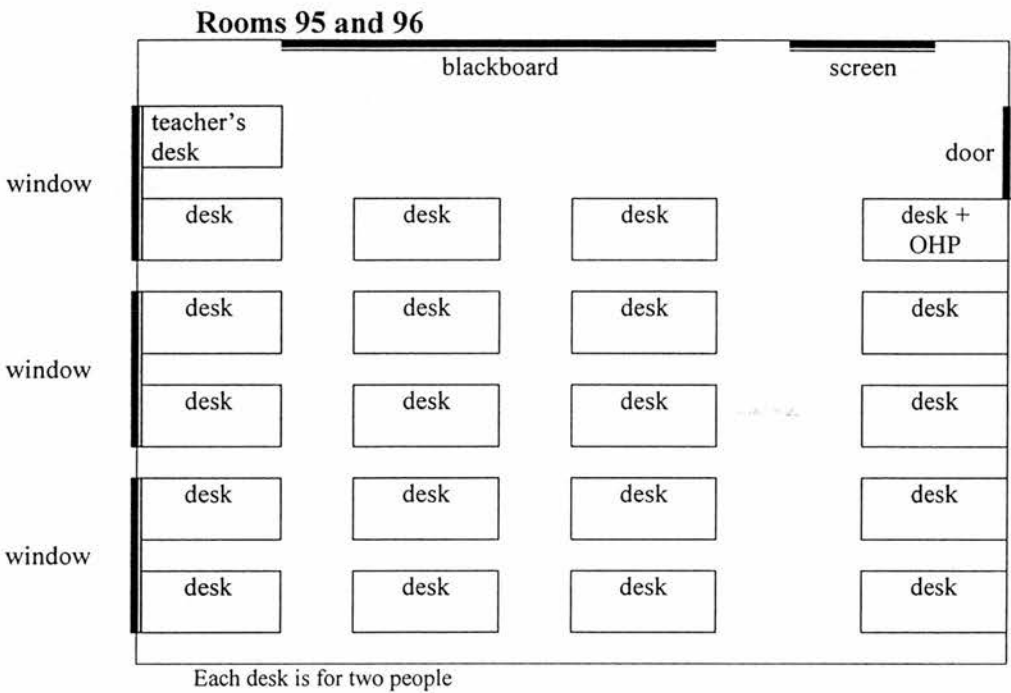 Rooms 95 and 96
blackboard
screen
teacher's
desk
door
window
desk
desk
desk
desk +
OHP
desk
desk
desk
desk
window
desk
desk
desk
desk
desk
desk
desk
desk
window
desk
desk
desk
desk
Each desk is for two people